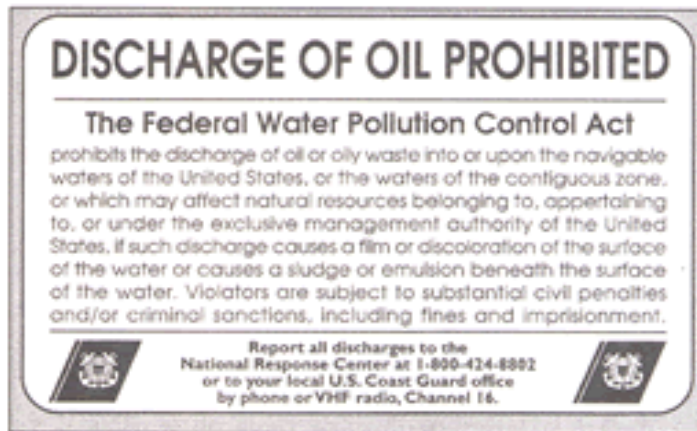 DISCHARGE OF OIL PROHIBITED
The Federal Water Pollution Control Act
prohibits the discharge of oil or oily waste into or upon the navigable
waters of the United States, or the waters of the contiguous zone,
or which may affect natural resources belonging to, appertaining
to, or under the exclusive management authority of the United
States, if such discharge causes a film or discoloration of the surface
of the water or causes a sludge or emulsion beneath the surface
of the water. Violators are subject to substantial civil penalties
and/or criminal sanctions, including fines and imprisionment.
Report all discharges to the
National Response Center at 1-800-424-8802
or to your local U.S. Coast Guard office
by phone or VHF radio, Channel 16.